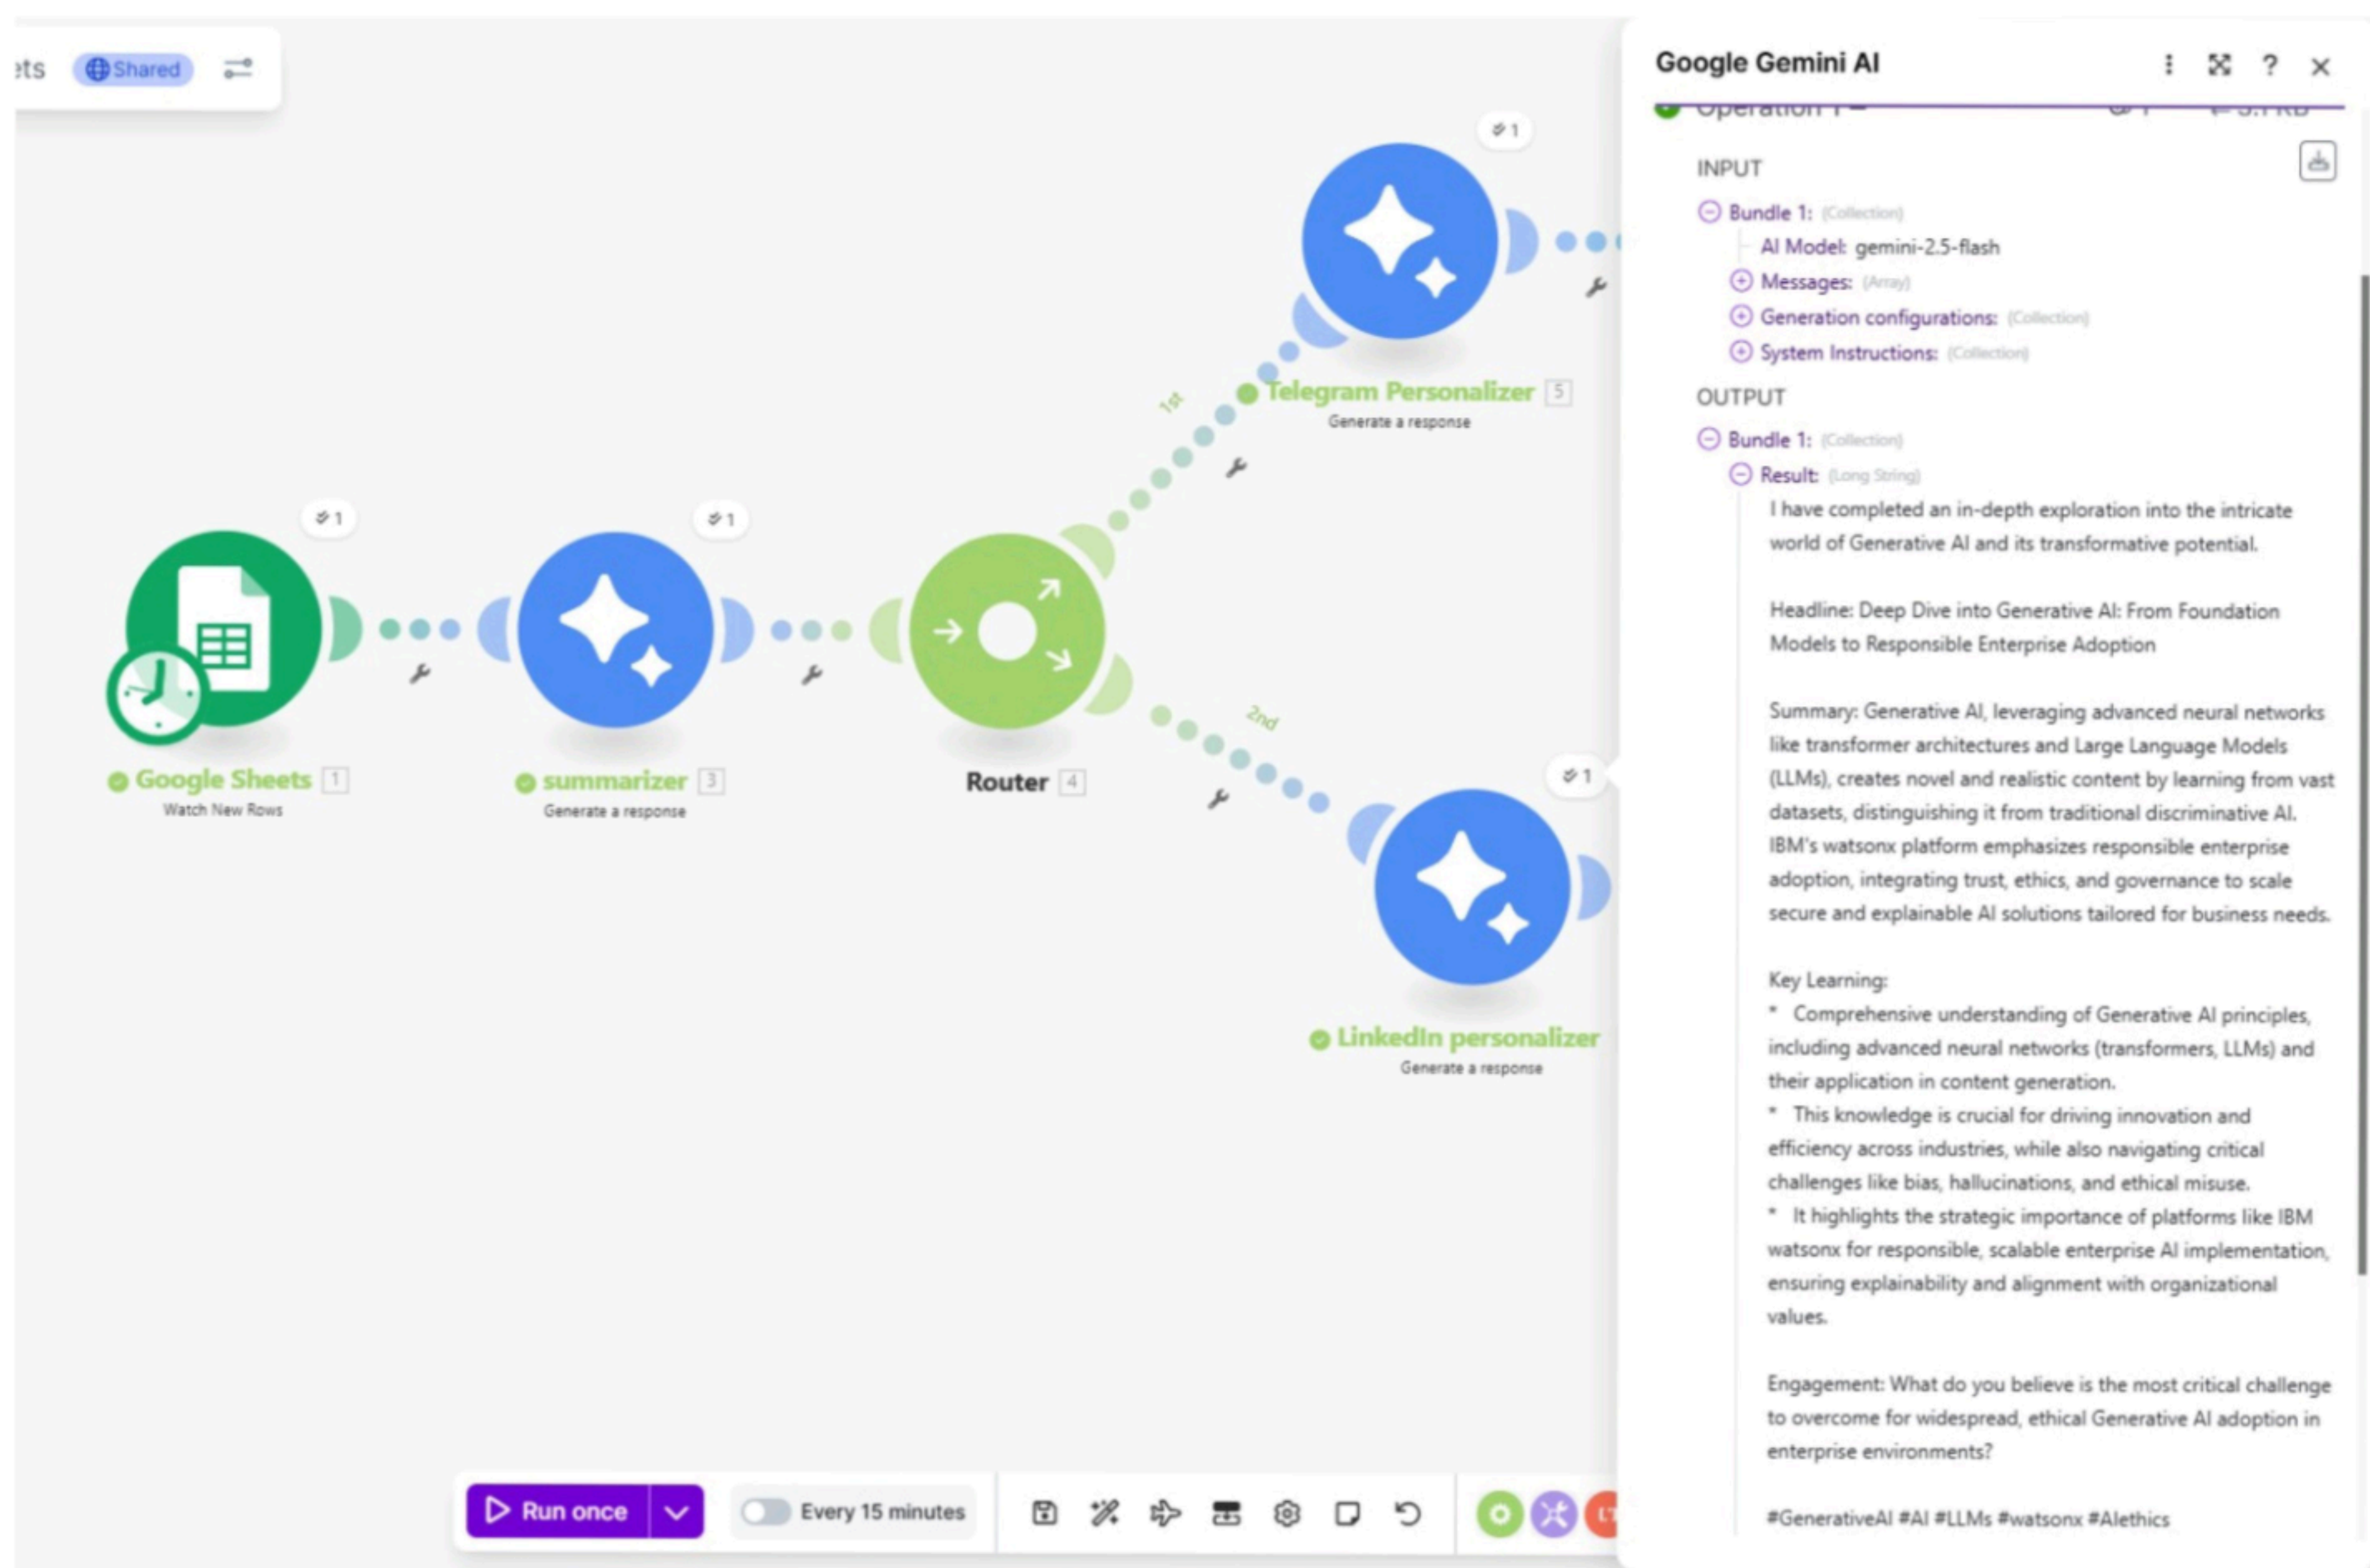 ets Shared
Google Gemini AI
Operation 1 –
INPUT
Bundle 1: (Collection)
AI Model: gemini-2.5-flash
Messages: (Array)
Generation configurations: (Collection)
System Instructions: (Collection)
OUTPUT
Bundle 1: (Collection)
Result: (Long String)
I have completed an in-depth exploration into the intricate
world of Generative AI and its transformative potential.
Headline: Deep Dive into Generative AI: From Foundation
Models to Responsible Enterprise Adoption
Summary: Generative AI, leveraging advanced neural networks
like transformer architectures and Large Language Models
(LLMs), creates novel and realistic content by learning from vast
datasets, distinguishing it from traditional discriminative AI.
IBM's watsonx platform emphasizes responsible enterprise
adoption, integrating trust, ethics, and governance to scale
secure and explainable AI solutions tailored for business needs.
Key Learning:
* Comprehensive understanding of Generative AI principles,
including advanced neural networks (transformers, LLMs) and
their application in content generation.
* This knowledge is crucial for driving innovation and
efficiency across industries, while also navigating critical
challenges like bias, hallucinations, and ethical misuse.
* It highlights the strategic importance of platforms like IBM
watsonx for responsible, scalable enterprise AI implementation,
ensuring explainability and alignment with organizational
values.
Engagement: What do you believe is the most critical challenge
to overcome for widespread, ethical Generative AI adoption in
enterprise environments?
#GenerativeAI #AI #LLMs #watsonx #AIethics
1
Telegram Personalizer 5
Generate a response
1st
1
1
Google Sheets 1
Watch New Rows
summarizer 3
Generate a response
Router 4
2nd
1
LinkedIn personalizer
Generate a response
Run once
Every 15 minutes